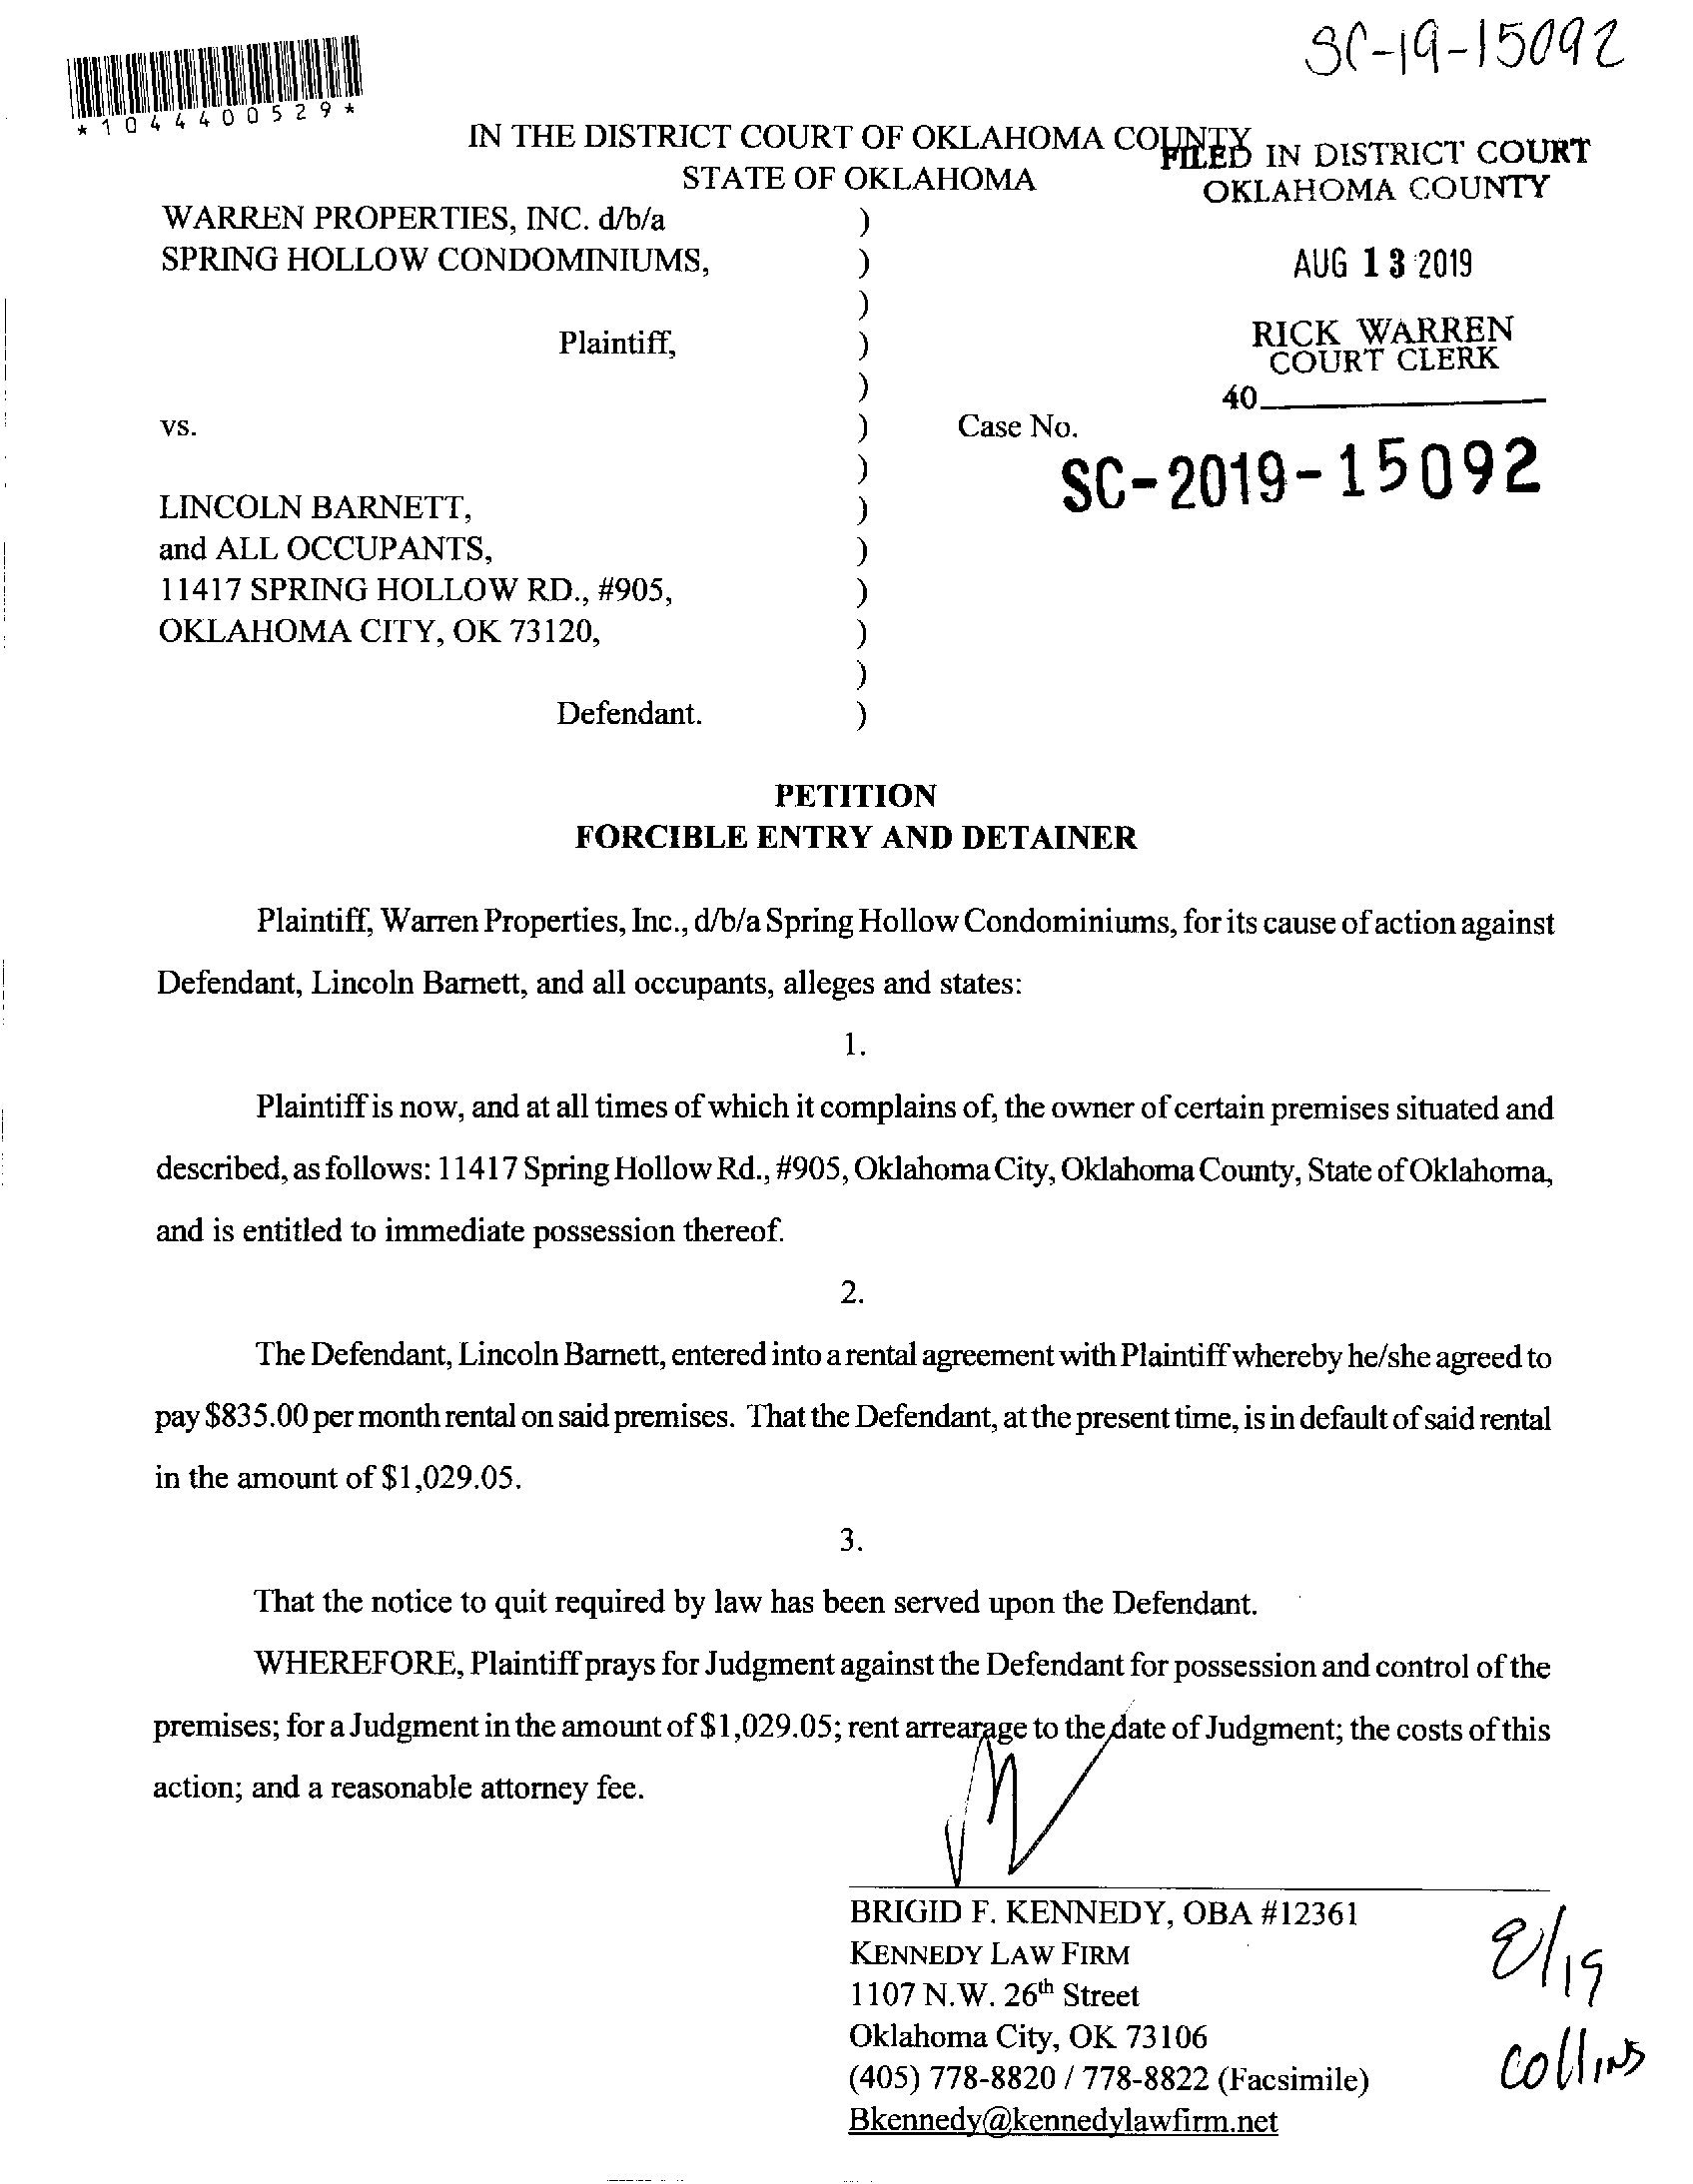 SC-19-15092
*1044400529*
IN THE DISTRICT COURT OF OKLAHOMA COUNTY
STATE OF OKLAHOMA
FILED IN DISTRICT COURT
OKLAHOMA COUNTY
AUG 13 2019
RICK WARREN
COURT CLERK
40
WARREN PROPERTIES, INC. d/b/a )
SPRING HOLLOW CONDOMINIUMS, )
)
Plaintiff, )
)
vs. ) Case No.
) SC-2019-15092
LINCOLN BARNETT, )
and ALL OCCUPANTS, )
11417 SPRING HOLLOW RD., #905, )
OKLAHOMA CITY, OK 73120, )
)
Defendant. )
PETITION
FORCIBLE ENTRY AND DETAINER
Plaintiff, Warren Properties, Inc., d/b/a Spring Hollow Condominiums, for its cause of action against
Defendant, Lincoln Barnett, and all occupants, alleges and states:
1.
Plaintiff is now, and at all times of which it complains of, the owner of certain premises situated and
described, as follows: 11417 Spring Hollow Rd., #905, Oklahoma City, Oklahoma County, State of Oklahoma,
and is entitled to immediate possession thereof.
2.
The Defendant, Lincoln Barnett, entered into a rental agreement with Plaintiff whereby he/she agreed to
pay $835.00 per month rental on said premises. That the Defendant, at the present time, is in default of said rental
in the amount of $1,029.05.
3.
That the notice to quit required by law has been served upon the Defendant.
WHEREFORE, Plaintiff prays for Judgment against the Defendant for possession and control of the
premises; for a Judgment in the amount of $1,029.05; rent arrearage to the date of Judgment; the costs of this
action; and a reasonable attorney fee.
BRIGID F. KENNEDY, OBA #12361
KENNEDY LAW FIRM
1107 N.W. 26th Street
Oklahoma City, OK 73106
(405) 778-8820 / 778-8822 (Facsimile)
Bkennedy@kennedylawfirm.net
collins